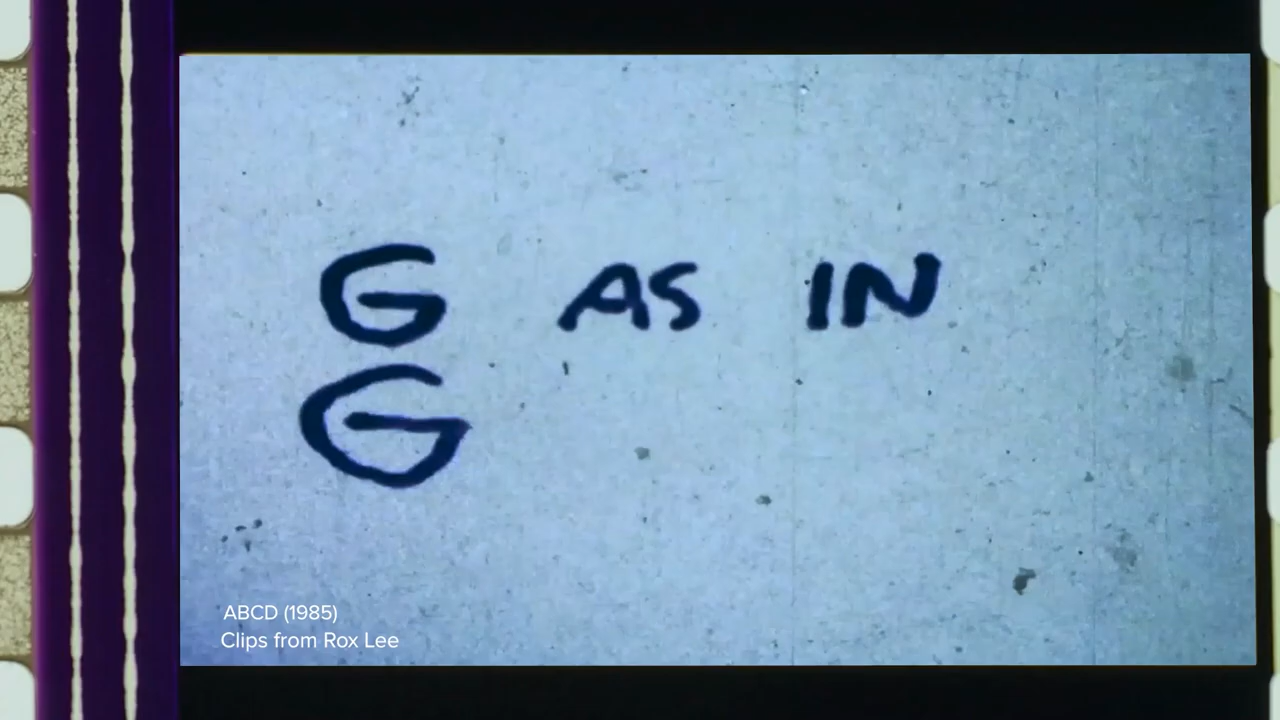 G AS IN
G
ABCD (1985)
Clips from Rox Lee